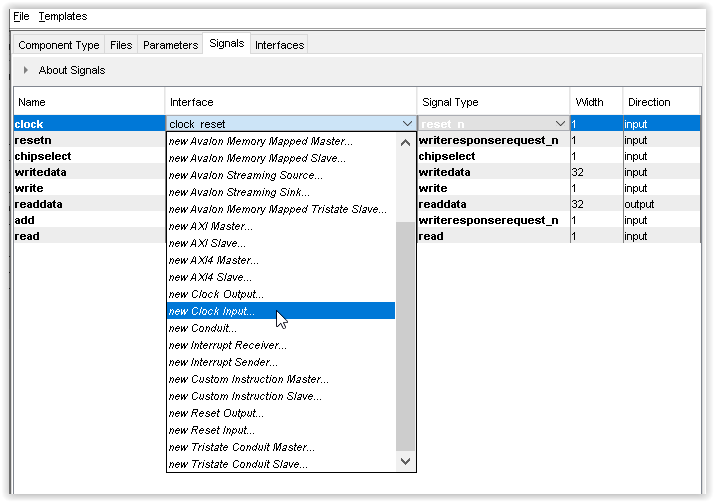 File Templates
Component Type Files Parameters Signals Interfaces
About Signals
Name Interface Signal Type Width Direction
clock clock_reset reset_n 1 input
resetn writeresponserequest_n 1 input
chipselect chipselect 1 input
writedata writedata 32 input
write write 1 input
readdata readdata 32 output
add writeresponserequest_n 1 input
read read 1 input
new Avalon Memory Mapped Master...
new Avalon Memory Mapped Slave...
new Avalon Streaming Source...
new Avalon Streaming Sink...
new Avalon Memory Mapped Tristate Slave...
new AXI Master...
new AXI Slave...
new AXI4 Master...
new AXI4 Slave...
new Clock Output...
new Clock Input...
new Conduit...
new Interrupt Receiver...
new Interrupt Sender...
new Custom Instruction Master...
new Custom Instruction Slave...
new Reset Output...
new Reset Input...
new Tristate Conduit Master...
new Tristate Conduit Slave...